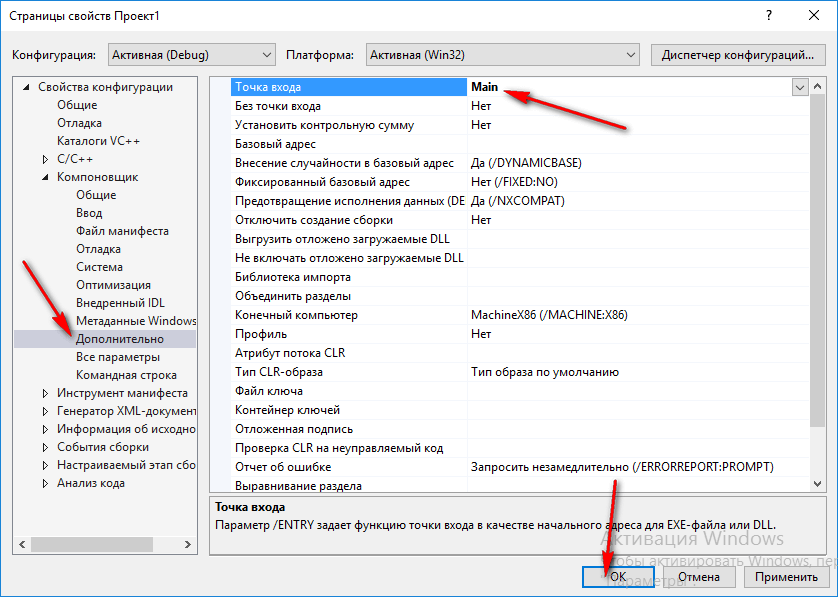 Страницы свойств Проект1
?
Конфигурация: Активная (Debug) Платформа: Активная (Win32) Диспетчер конфигураций...
Свойства конфигурации
Общие
Отладка
Каталоги VC++
C/C++
Компоновщик
Общие
Ввод
Файл манифеста
Отладка
Система
Оптимизация
Внедренный IDL
Метаданные Windows
Дополнительно
Все параметры
Командная строка
Инструмент манифеста
Генератор XML-документ
Информация об исходно
События сборки
Настраиваемый этап сбо
Анализ кода
Точка входа Main
Без точки входа Нет
Установить контрольную сумму Нет
Базовый адрес
Внесение случайности в базовый адрес Да (/DYNAMICBASE)
Фиксированный базовый адрес Нет (/FIXED:NO)
Предотвращение исполнения данных (DE Да (/NXCOMPAT)
Отключить создание сборки Нет
Выгрузить отложено загружаемые DLL
Не включать отложено загружаемые DLL
Библиотека импорта
Объединить разделы
Конечный компьютер MachineX86 (/MACHINE:X86)
Профиль Нет
Атрибут потока CLR
Тип CLR-образа Тип образа по умолчанию
Файл ключа
Контейнер ключей
Отложенная подпись
Проверка CLR на неуправляемый код
Отчет об ошибке Запросить незамедлительно (/ERRORREPORT:PROMPT)
Выравнивание раздела
Точка входа
Параметр /ENTRY задает функцию точки входа в качестве начального адреса для EXE-файла или DLL.
Активация Windows
обы активировать Windows, пер
"Параметры".
OK Отмена Применить